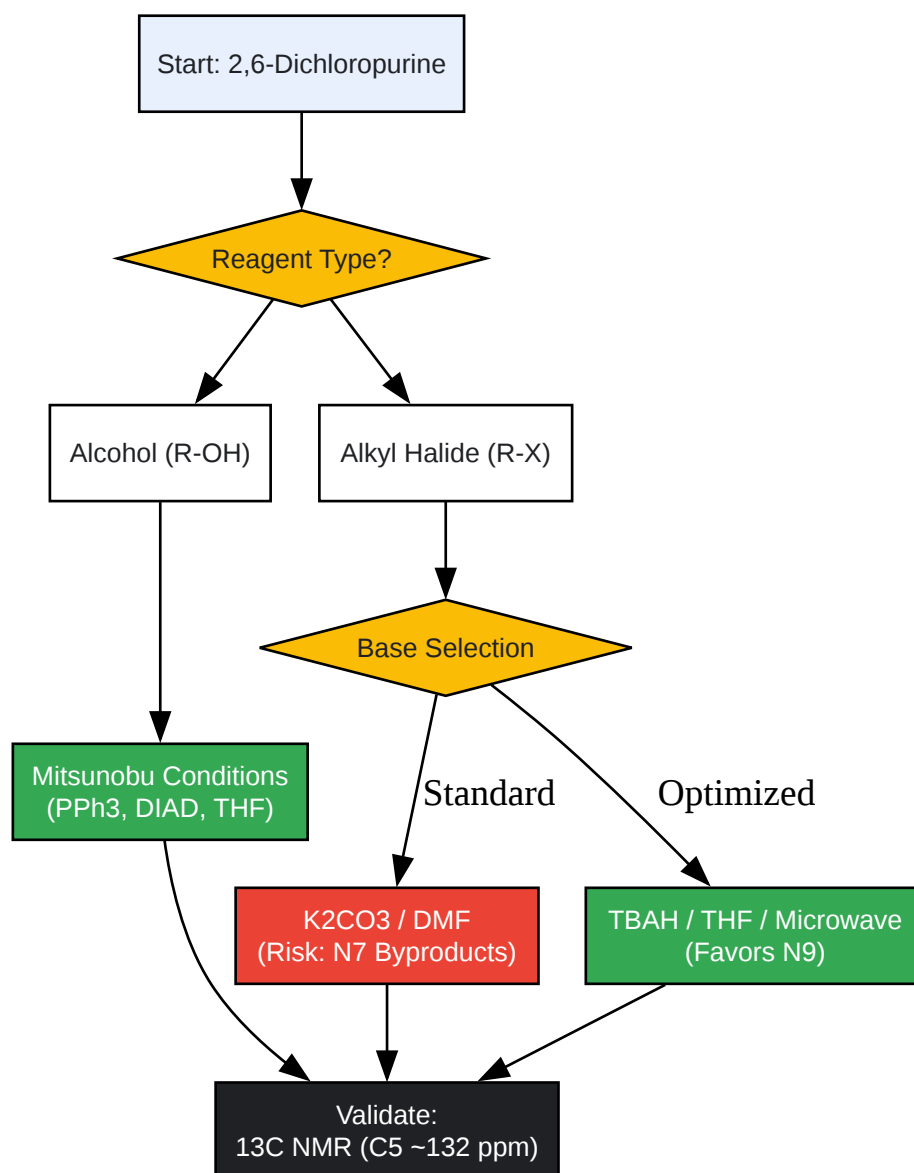 Start: 2,6-Dichloropurine
Reagent Type?
Alcohol (R-OH)
Alkyl Halide (R-X)
Base Selection
Mitsunobu Conditions
(PPh3, DIAD, THF)
Standard
Optimized
K2CO3 / DMF
(Risk: N7 Byproducts)
TBAH / THF / Microwave
(Favors N9)
Validate:
13C NMR (C5 ~132 ppm)